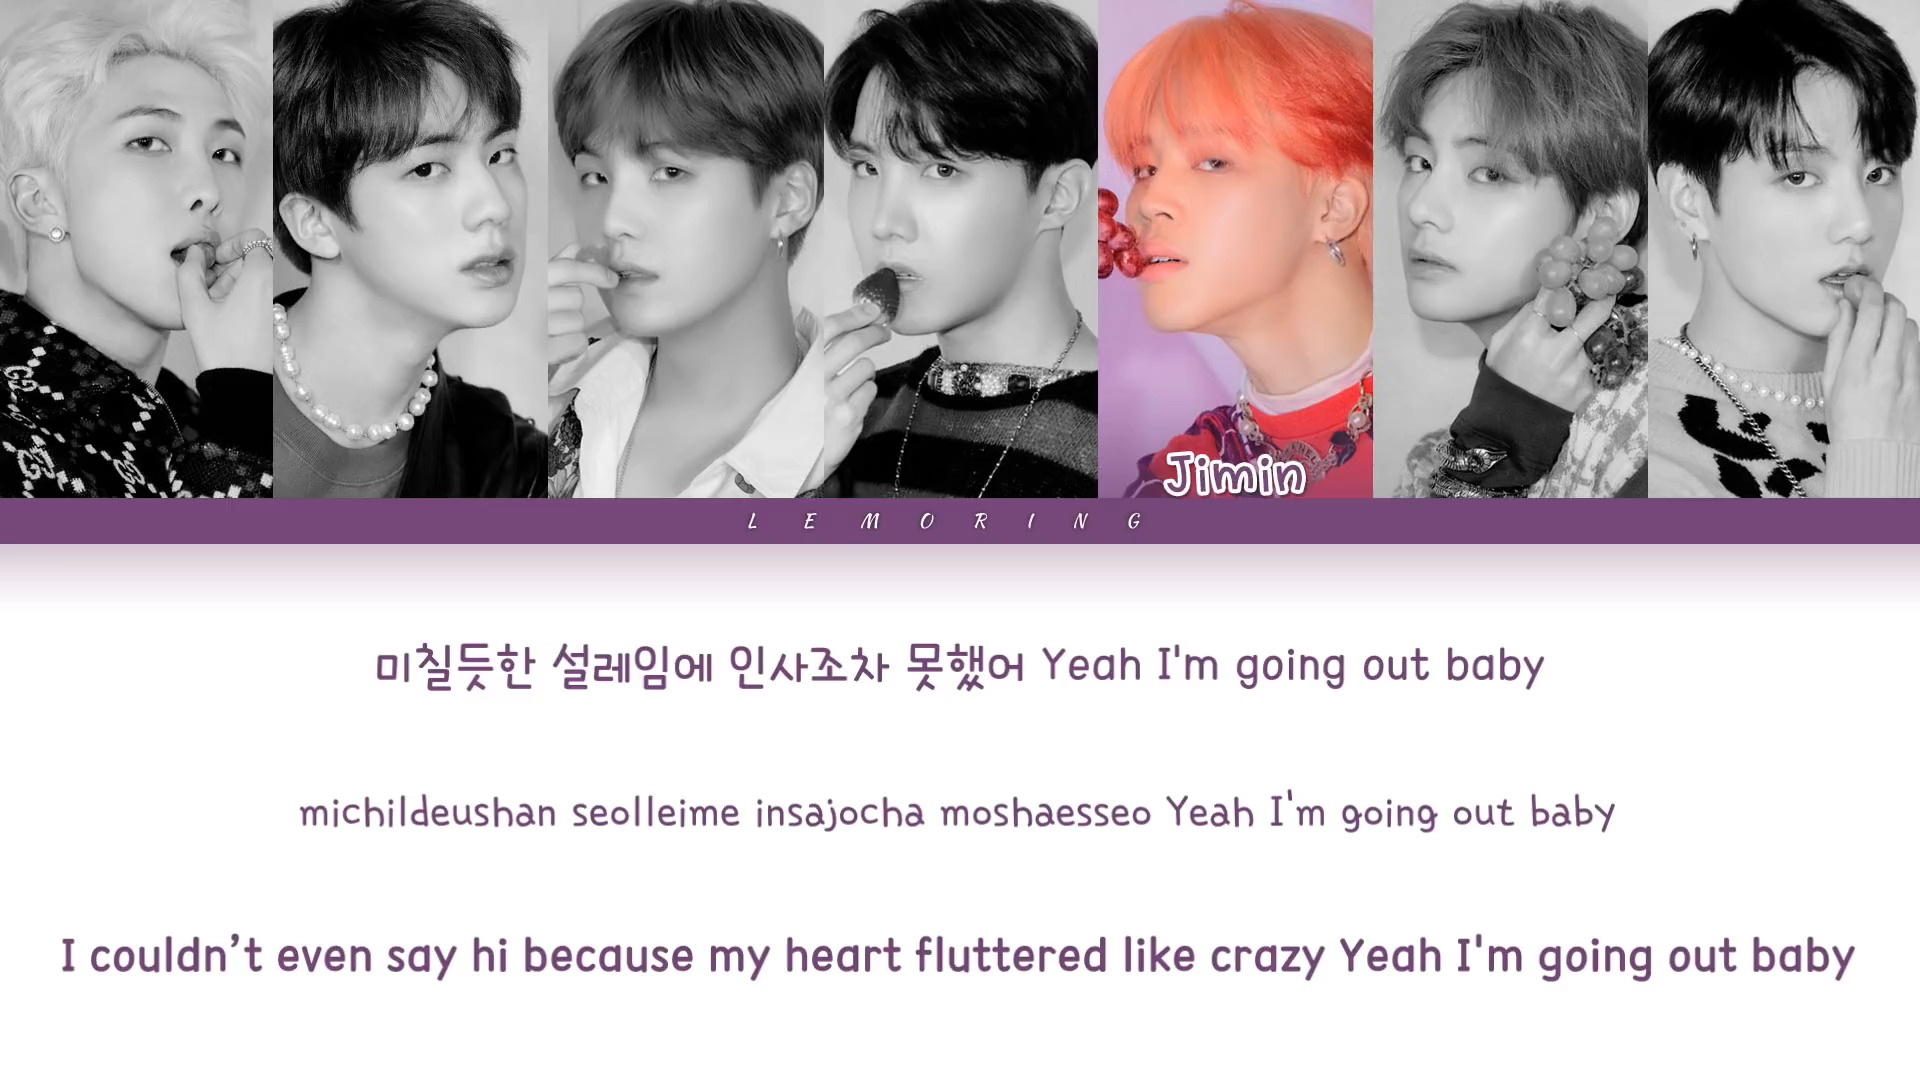 Jimin
LEMORING
미칠듯한 설레임에 인사조차 못했어 Yeah I'm going out baby
michildeushan seolleime insajocha moshaesseo Yeah I'm going out baby
I couldn’t even say hi because my heart fluttered like crazy Yeah I'm going out baby